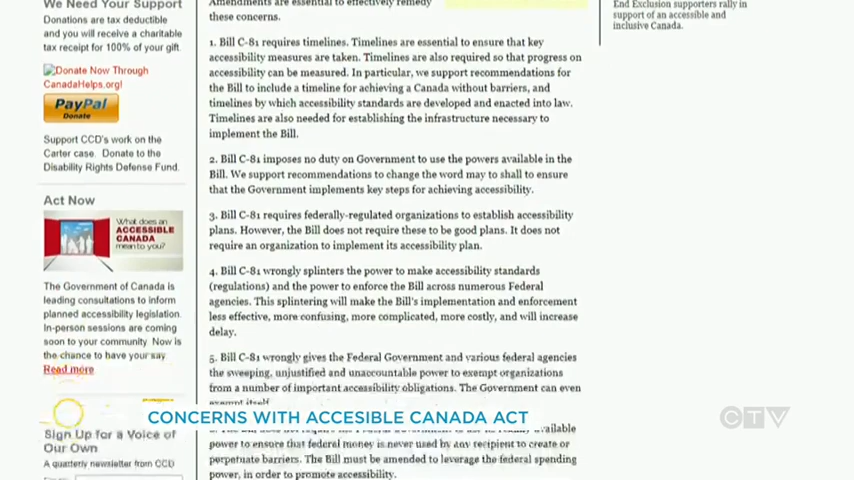 We Need Your Support
Donations are tax deductible
and you will receive a charitable
tax receipt for 100% of your gift.
Donate Now Through
CanadaHelps.org!
PayPal
Donate
Support CCD's work on the
Carter case. Donate to the
Disability Rights Defense Fund.
Act Now
What does an
ACCESSIBLE
CANADA
mean to you?
The Government of Canada is
leading consultations to inform
planned accessibility legislation.
In-person sessions are coming
soon to your community. Now is
the chance to have your say.
Read more
Sign Up for a Voice of
Our Own
A quarterly newsletter from CCD
Amendments are essential to effectively remedy
these concerns.
1. Bill C-81 requires timelines. Timelines are essential to ensure that key
accessibility measures are taken. Timelines are also required so that progress on
accessibility can be measured. In particular, we support recommendations for
the Bill to include a timeline for achieving a Canada without barriers, and
timelines by which accessibility standards are developed and enacted into law.
Timelines are also needed for establishing the infrastructure necessary to
implement the Bill.
2. Bill C-81 imposes no duty on Government to use the powers available in the
Bill. We support recommendations to change the word may to shall to ensure
that the Government implements key steps for achieving accessibility.
3. Bill C-81 requires federally-regulated organizations to establish accessibility
plans. However, the Bill does not require these to be good plans. It does not
require an organization to implement its accessibility plan.
4. Bill C-81 wrongly splinters the power to make accessibility standards
(regulations) and the power to enforce the Bill across numerous Federal
agencies. This splintering will make the Bill's implementation and enforcement
less effective, more confusing, more complicated, more costly, and will increase
delay.
5. Bill C-81 wrongly gives the Federal Government and various federal agencies
the sweeping, unjustified and unaccountable power to exempt organizations
from a number of important accessibility obligations. The Government can even
available
power to ensure that federal money is never used by any recipient to create or
perpetuate barriers. The Bill must be amended to leverage the federal spending
power, in order to promote accessibility.
End Exclusion supporters rally in
support of an accessible and
inclusive Canada.
CONCERNS WITH ACCESIBLE CANADA ACT
CTV